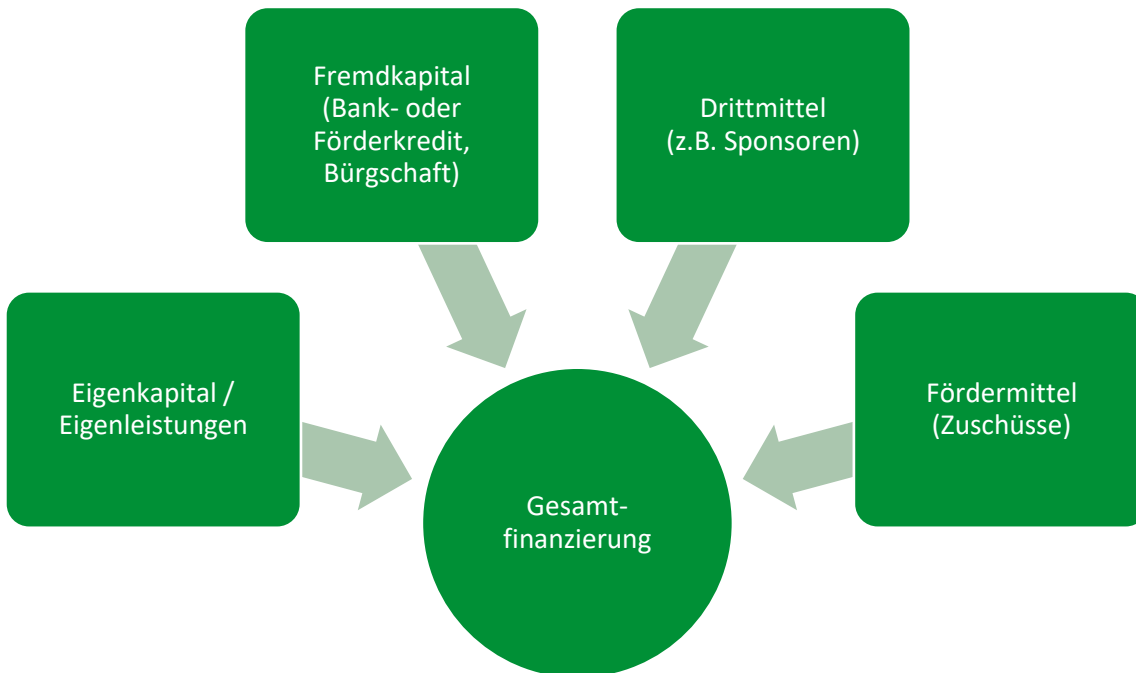 Fremdkapital
(Bank- oder
Förderkredit,
Bürgschaft)
Drittmittel
(z.B. Sponsoren)
Eigenkapital /
Eigenleistungen
Fördermittel
(Zuschüsse)
Gesamt-
finanzierung